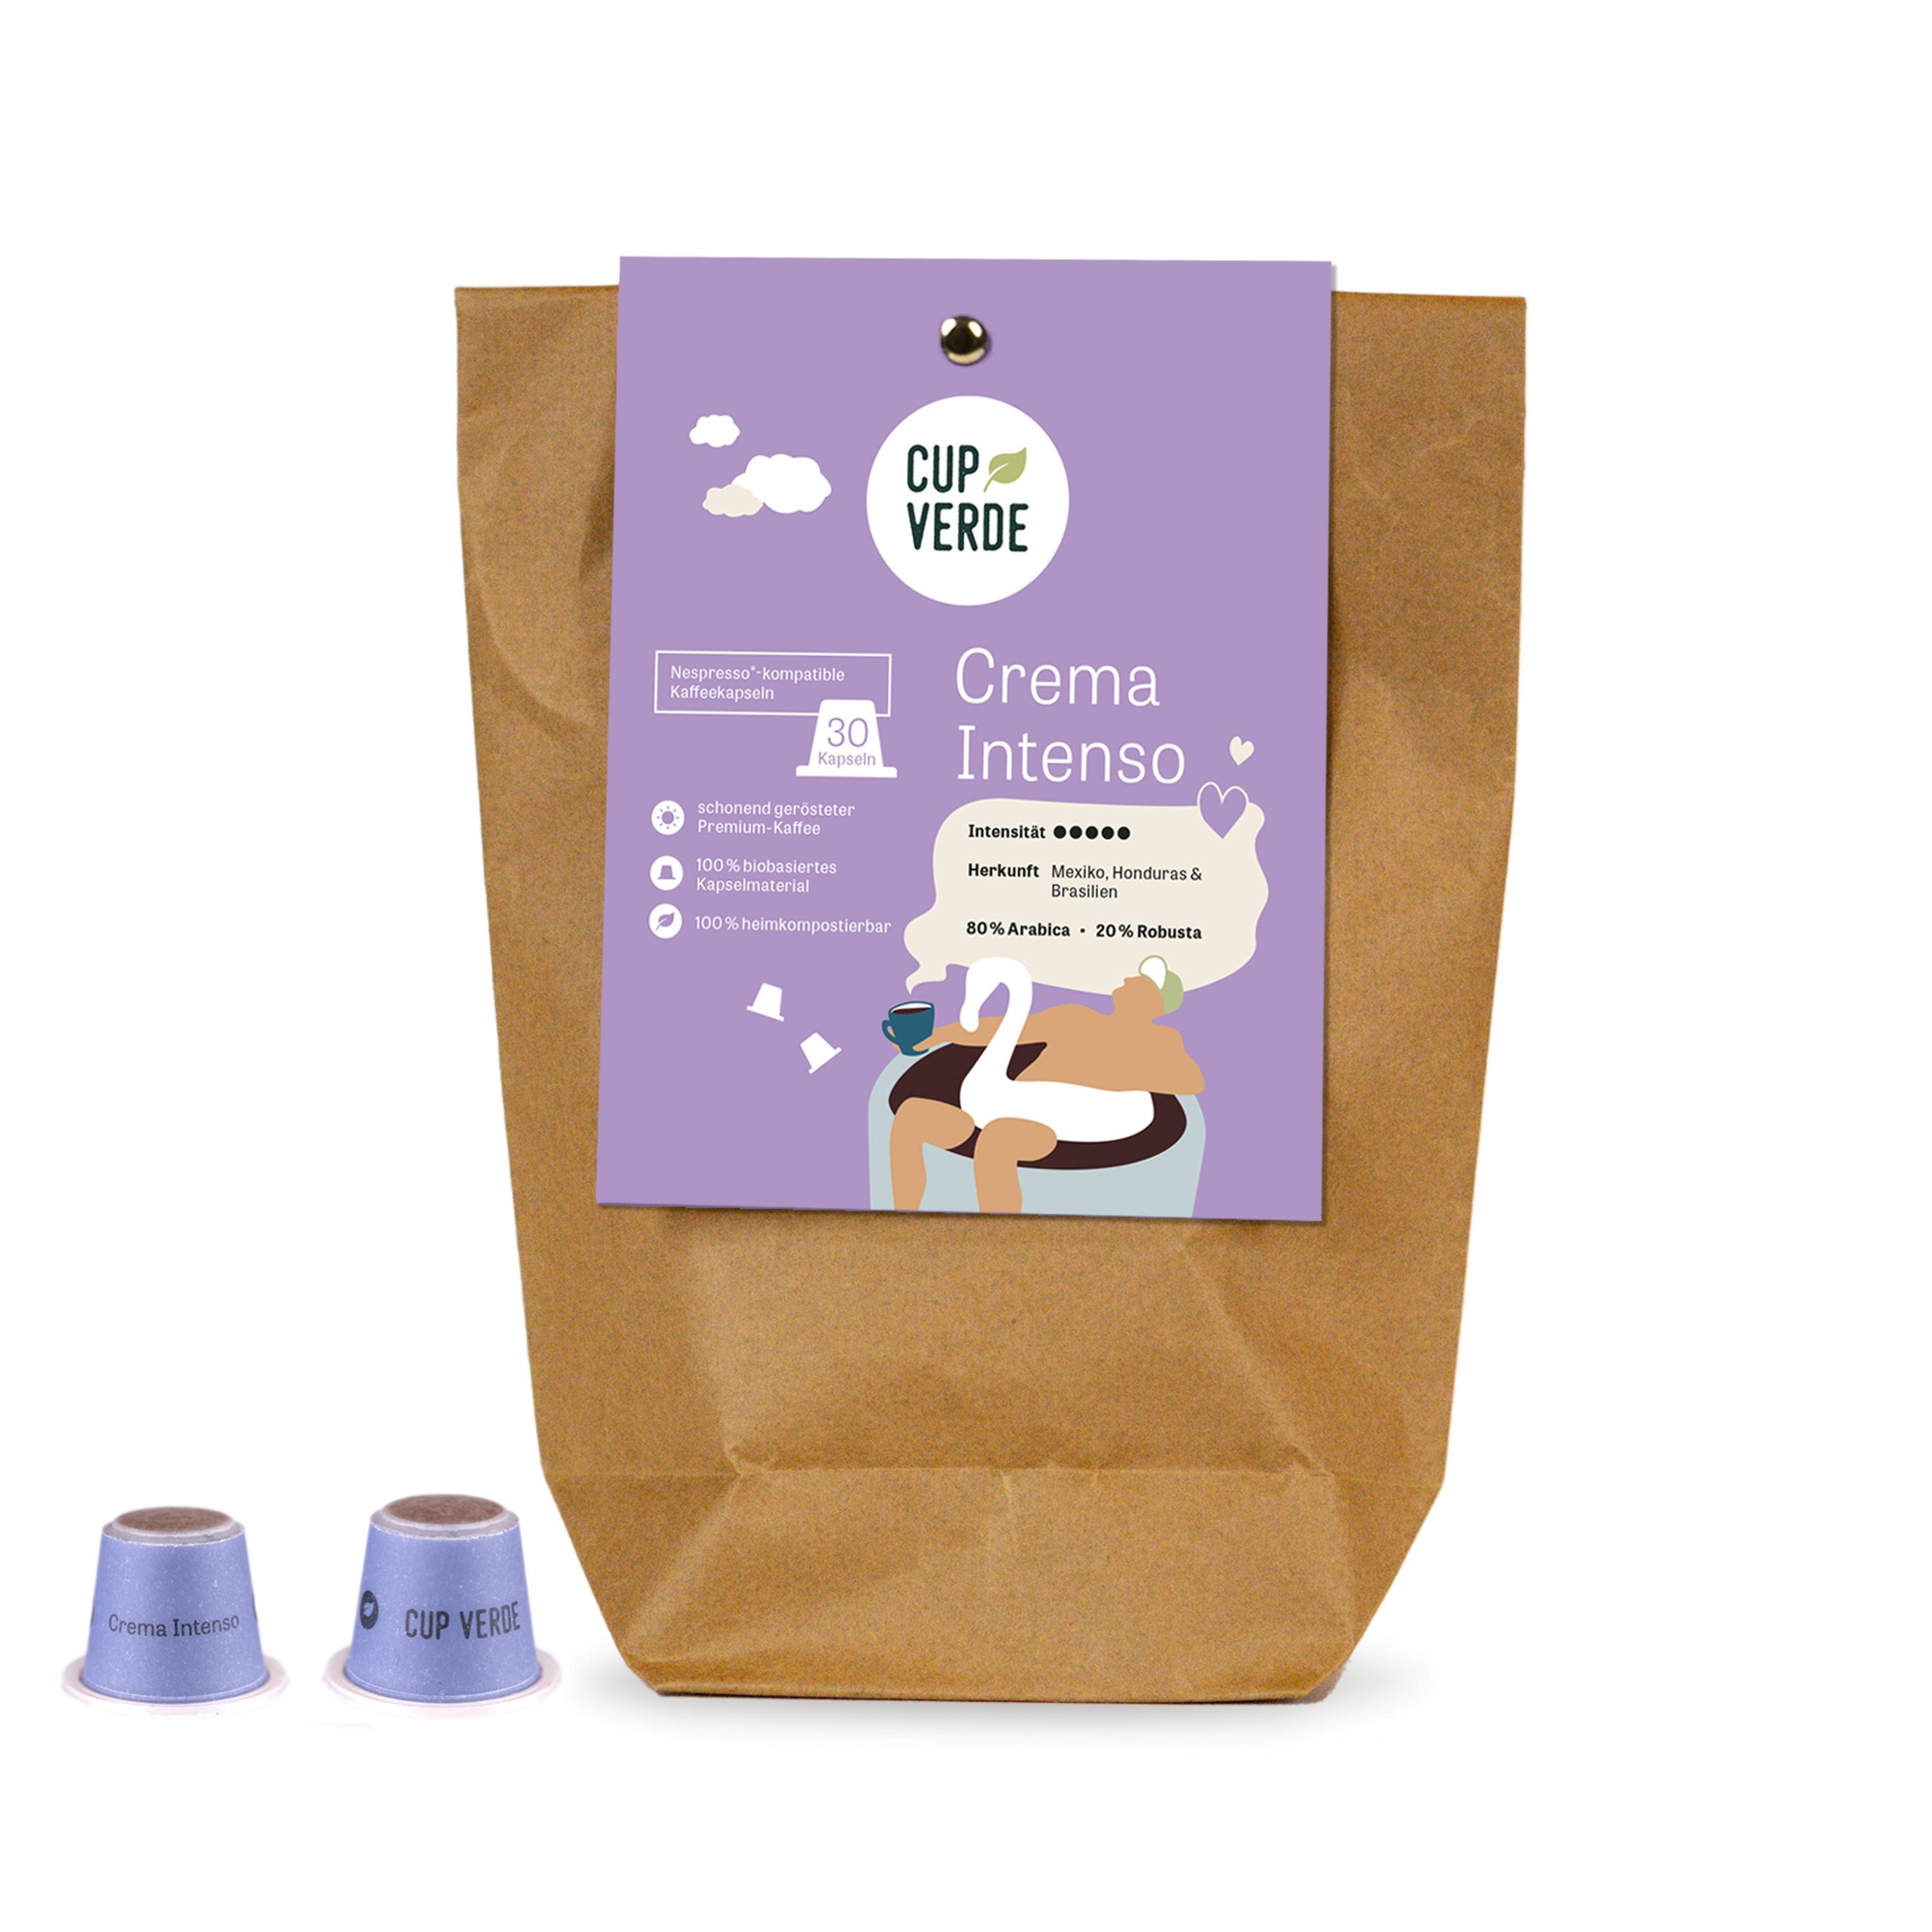 CUP
VERDE
Nespresso*-kompatible
Kaffeekapseln
30
Kapseln
Crema
Intenso
schonend gerösteter
Premium-Kaffee
100 % biobasiertes
Kapselmaterial
100 % heimkompostierbar
Intensität ●●●●●
Herkunft Mexiko, Honduras &
Brasilien
80 % Arabica • 20 % Robusta
Crema Intenso
CUP VERDE